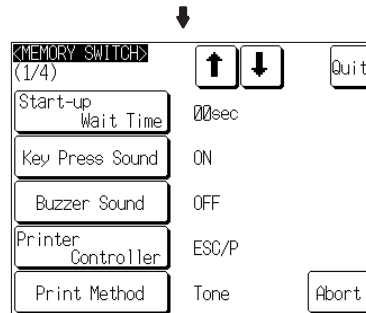 <MEMORY SWITCH>
(1/4)
Quit
Start-up
Wait Time
00sec
Key Press Sound
ON
Buzzer Sound
OFF
Printer
Controller
ESC/P
Print Method
Tone
Abort